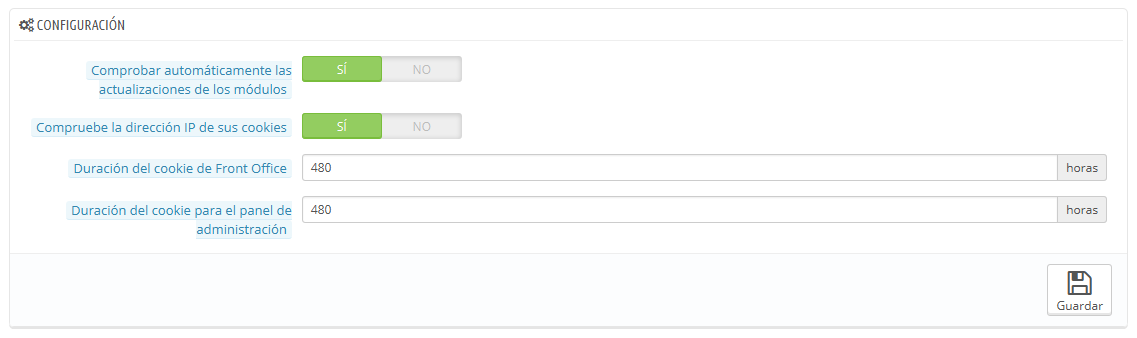 CONFIGURACIÓN
Comprobar automáticamente las
actualizaciones de los módulos
SÍ NO
Compruebe la dirección IP de sus cookies
SÍ NO
Duración del cookie de Front Office
480 horas
Duración del cookie para el panel de
administración
480 horas
Guardar